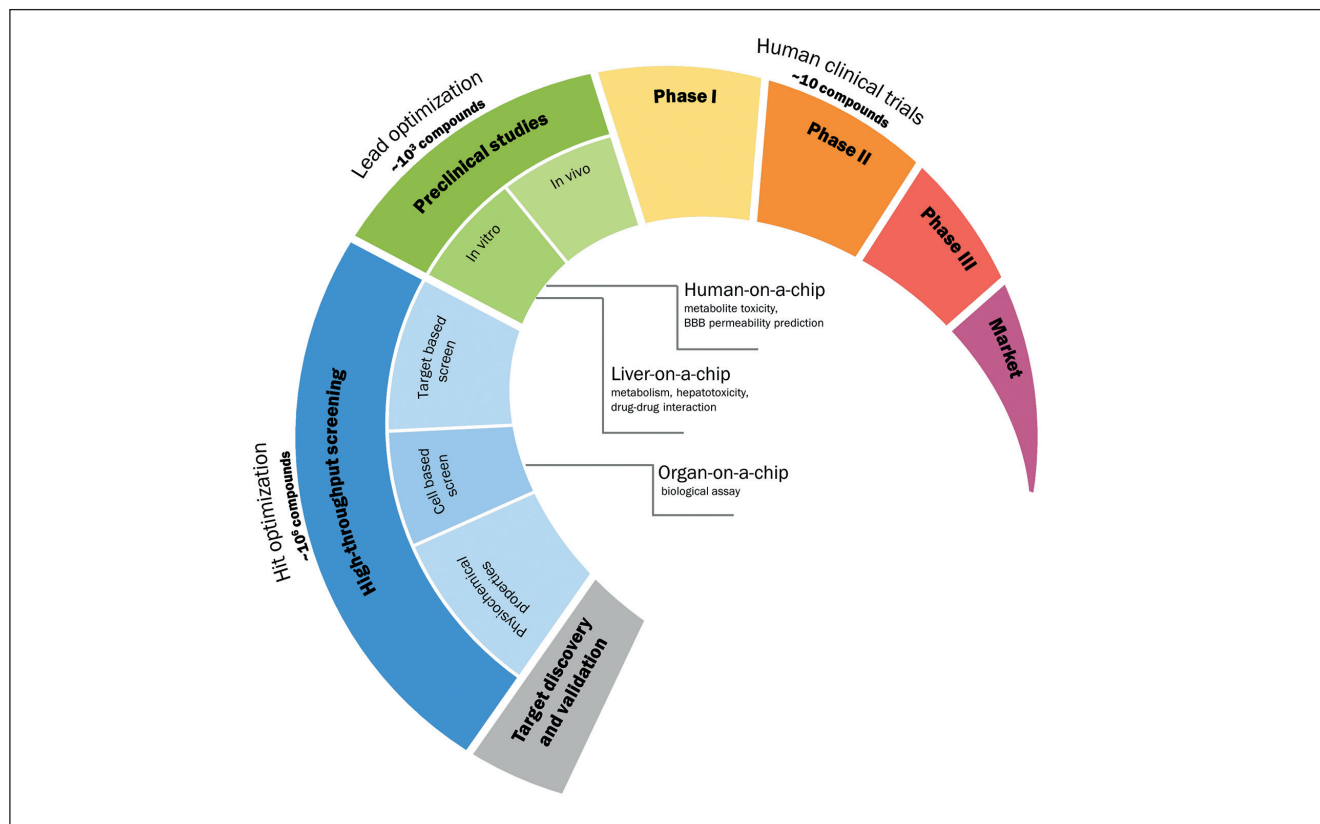 Human clinical trials
~10 compounds
Lead optimization
~10³ compounds
Hit optimization
~10⁶ compounds
Phase I
Phase II
Phase III
Market
Preclinical studies
In vivo
In vitro
High-throughput screening
Target based
screen
Cell based
screen
Physiochemical
properties
Target discovery
and validation
Human-on-a-chip
metabolite toxicity,
BBB permeability prediction
Liver-on-a-chip
metabolism, hepatotoxicity,
drug-drug interaction
Organ-on-a-chip
biological assay